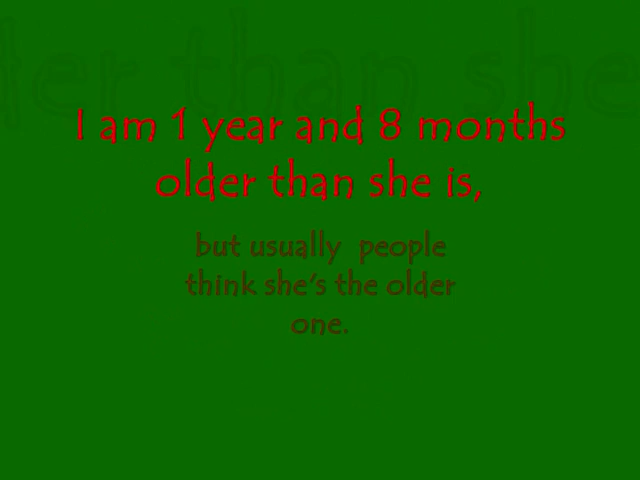 I am 1 year and 8 months
older than she is,
but usually people
think she's the older
one.